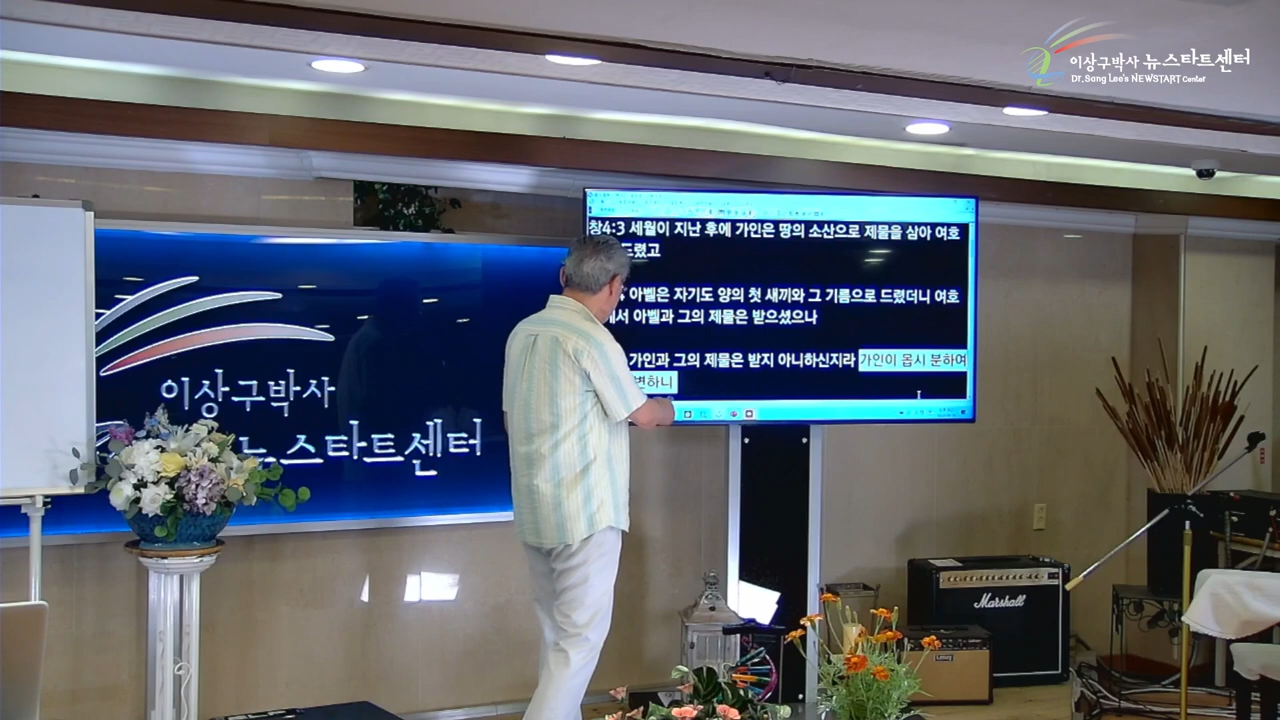 이상구박사 뉴스타트센터
Dr. Sang Lee's NEWSTART Center
창4:3 세월이 지난 후에 가인은 땅의 소산으로 제물을 삼아 여호
드렸고
아벨은 자기도 양의 첫 새끼와 그 기름으로 드렸더니 여호
서 아벨과 그의 제물은 받으셨으나
가인과 그의 제물은 받지 아니하신지라 가인이 몹시 분하여
변하니
이상구박사
뉴스타트센터
Marshall
Laney